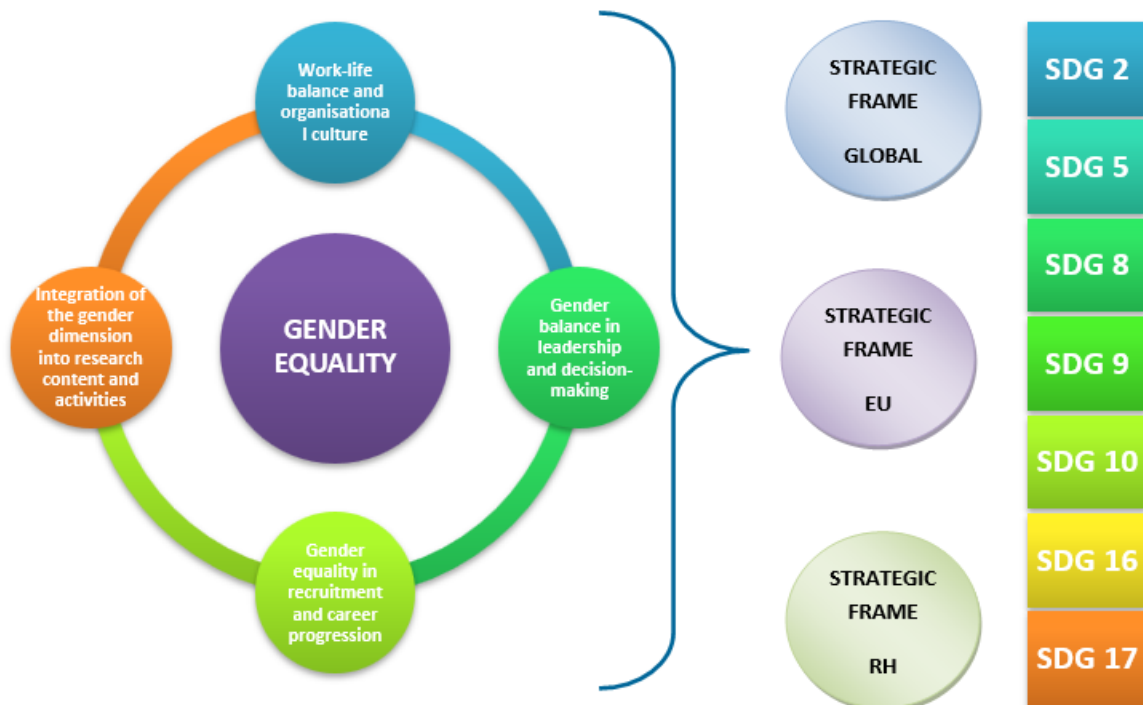 Work-life
balance and
organisationa
l culture
Integration of
the gender
dimension
into research
content and
activities
GENDER
EQUALITY
Gender
balance in
leadership
and decision-
making
Gender
equality in
recruitment
and career
progression
STRATEGIC
FRAME
GLOBAL
STRATEGIC
FRAME
EU
STRATEGIC
FRAME
RH
SDG 2
SDG 5
SDG 8
SDG 9
SDG 10
SDG 16
SDG 17